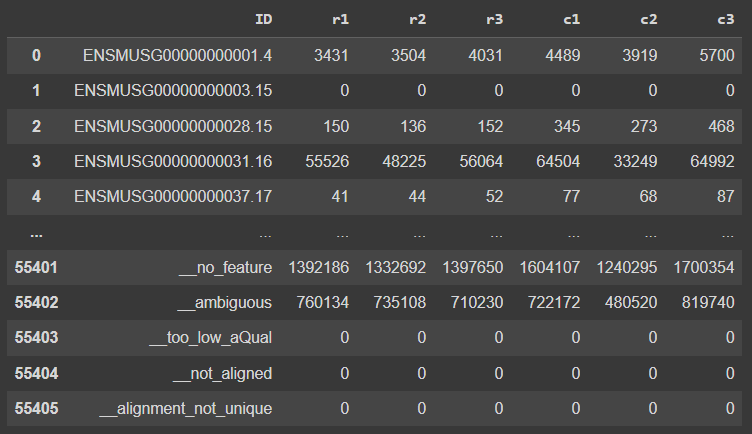 ID r1 r2 r3 c1 c2 c3
0 ENSMUSG00000000001.4 3431 3504 4031 4489 3919 5700
1 ENSMUSG00000000003.15 0 0 0 0 0 0
2 ENSMUSG00000000028.15 150 136 152 345 273 468
3 ENSMUSG00000000031.16 55526 48225 56064 64504 33249 64992
4 ENSMUSG00000000037.17 41 44 52 77 68 87
... ... ... ... ... ... ... ...
55401 __no_feature 1392186 1332692 1397650 1604107 1240295 1700354
55402 __ambiguous 760134 735108 710230 722172 480520 819740
55403 __too_low_aQual 0 0 0 0 0 0
55404 __not_aligned 0 0 0 0 0 0
55405 __alignment_not_unique 0 0 0 0 0 0